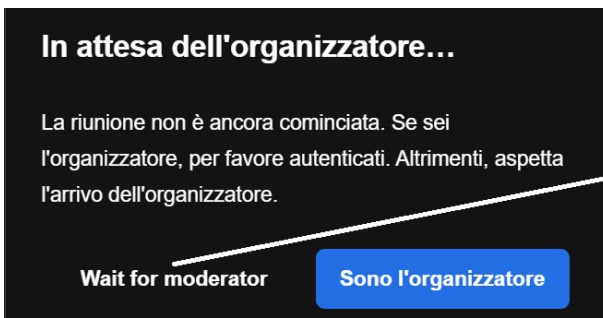 In attesa dell'organizzatore…
La riunione non è ancora cominciata. Se sei
l'organizzatore, per favore autenticati. Altrimenti, aspetta
l'arrivo dell'organizzatore.
Wait for moderator Sono l'organizzatore